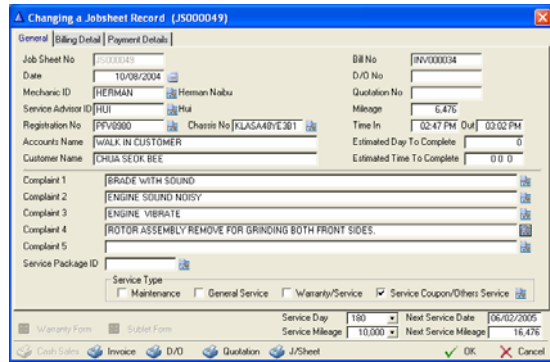 Changing a Jobsheet Record (JS000049)
General Billing Detail Payment Details
Job Sheet No JS000049 Bill No INV000034
Date 10/08/2004 D/O No
Mechanic ID HERMAN Herman Naibu Quotation No
Service Advisor ID HUI Hui Mileage 6,476
Registration No PFV8980 Chassis No KLASA48YE3B1 Time In 02:47 PM Out 03:02 PM
Accounts Name WALK IN CUSTOMER Estimated Day To Complete 0
Customer Name CHUA SEOK BEE Estimated Time To Complete 0 0 0
Complaint 1 BRADE WITH SOUND
Complaint 2 ENGINE SOUND NOISY
Complaint 3 ENGINE VIBRATE
Complaint 4 ROTOR ASSEMBLY REMOVE FOR GRINDING BOTH FRONT SIDES.
Complaint 5
Service Package ID
Service Type
Maintenance General Service Warranty/Service Service Coupon/Others Service
Warranty Form Sublet Form Service Day 180 Next Service Date 06/02/2005
Service Mileage 10,000 Next Service Mileage 16,476
Cash Sales Invoice D/O Quotation J/Sheet OK Cancel